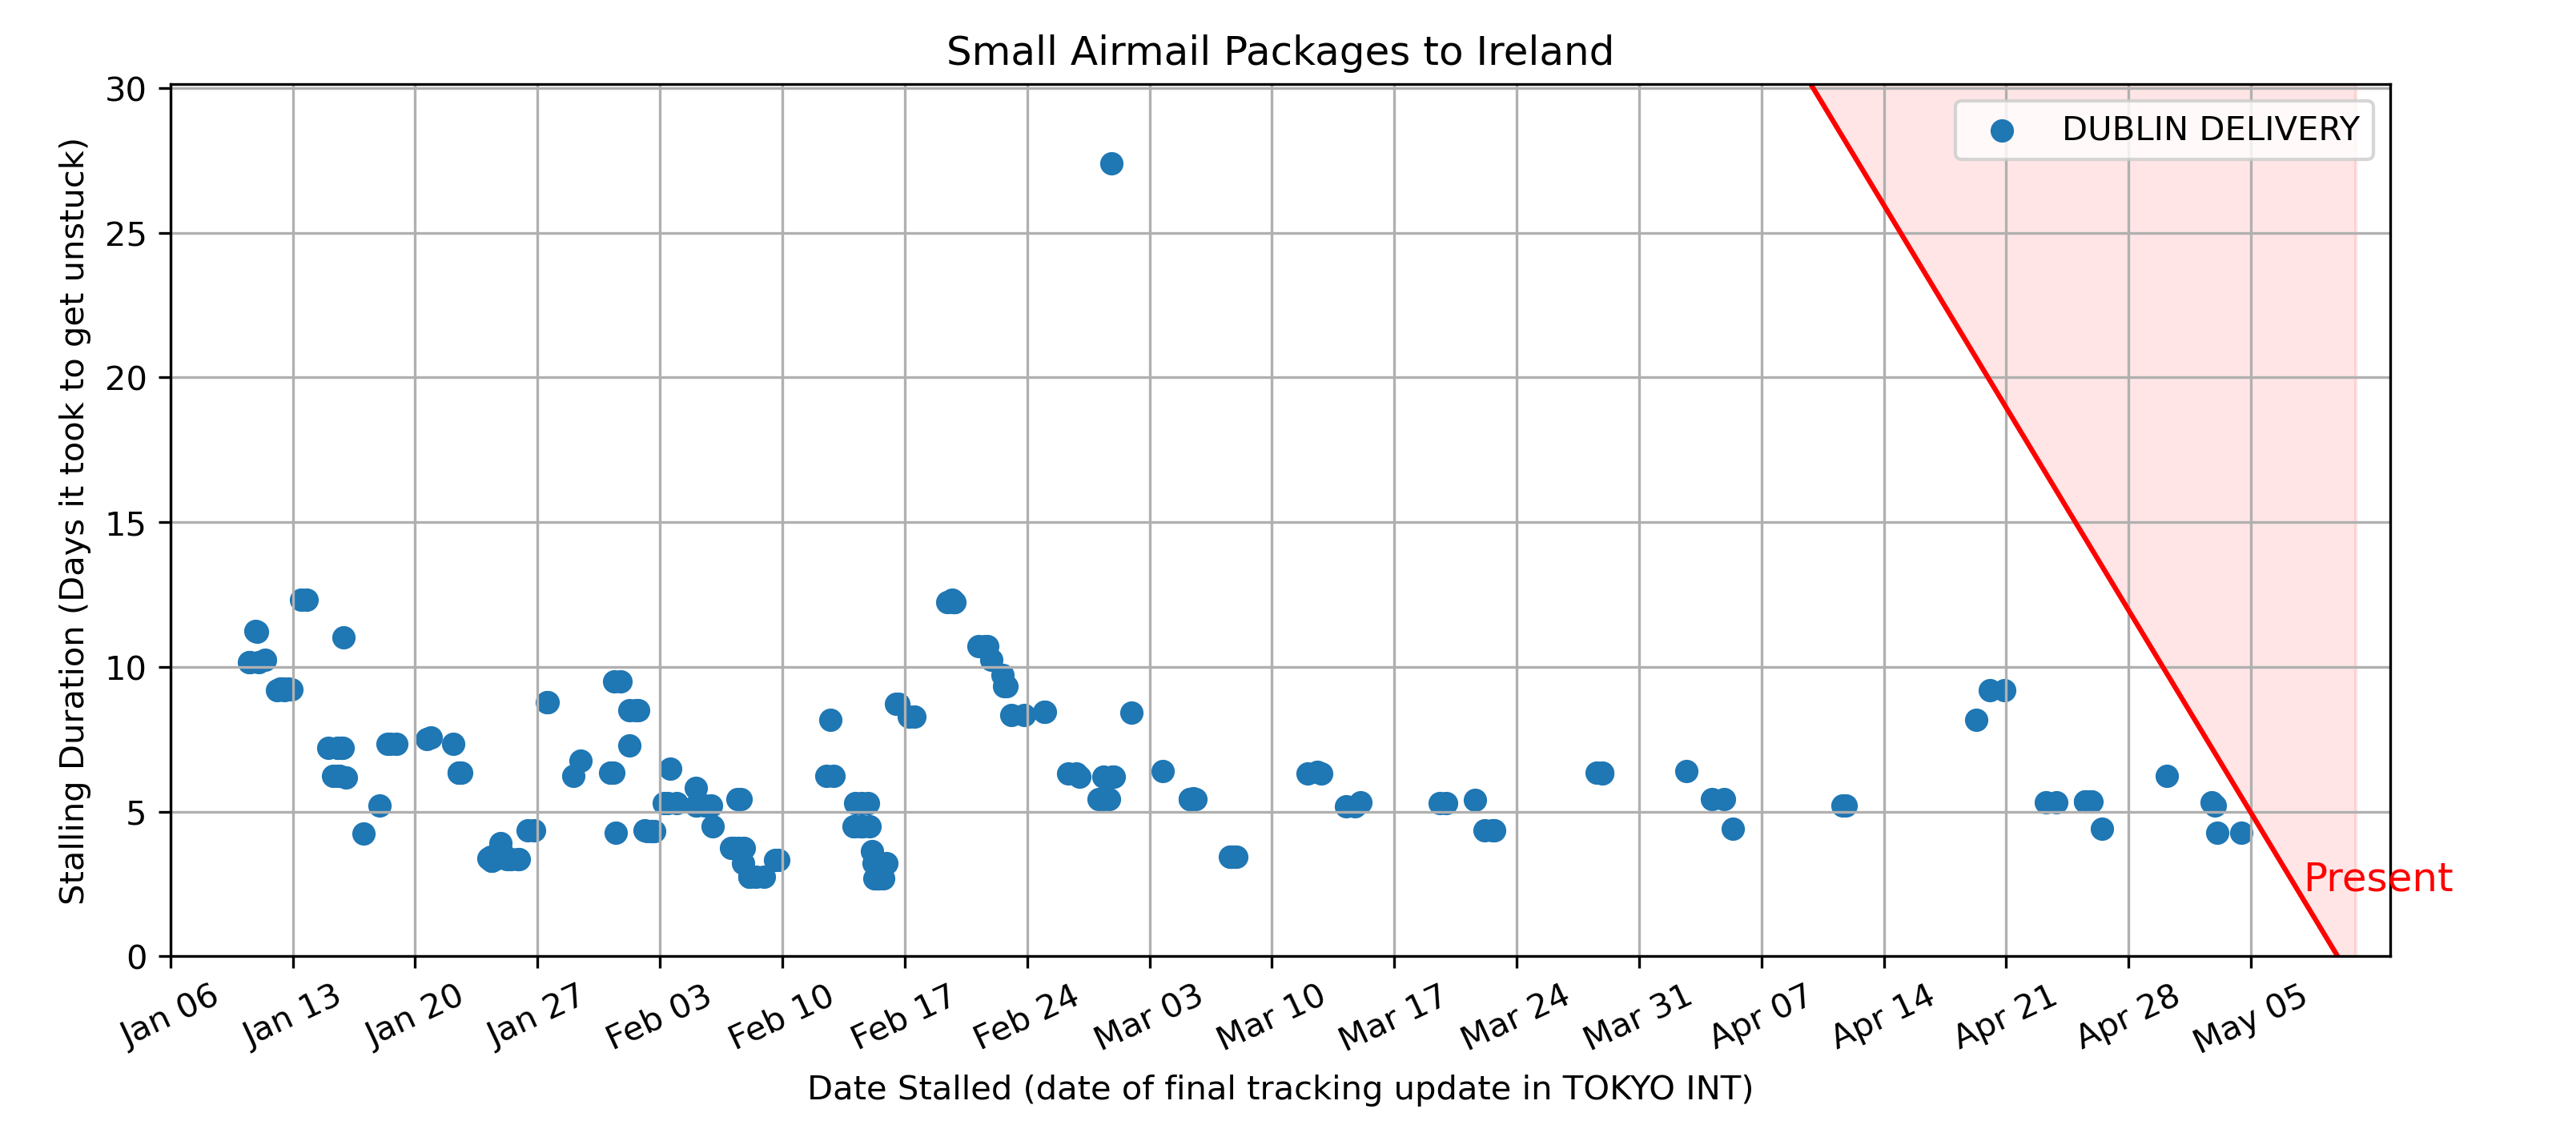 Small Airmail Packages to Ireland
Stalling Duration (Days it took to get unstuck)
30
25
20
15
10
5
0
DUBLIN DELIVERY
Present
Jan 06
Jan 13
Jan 20
Jan 27
Feb 03
Feb 10
Feb 17
Feb 24
Mar 03
Mar 10
Mar 17
Mar 24
Mar 31
Apr 07
Apr 14
Apr 21
Apr 28
May 05
Date Stalled (date of final tracking update in TOKYO INT)